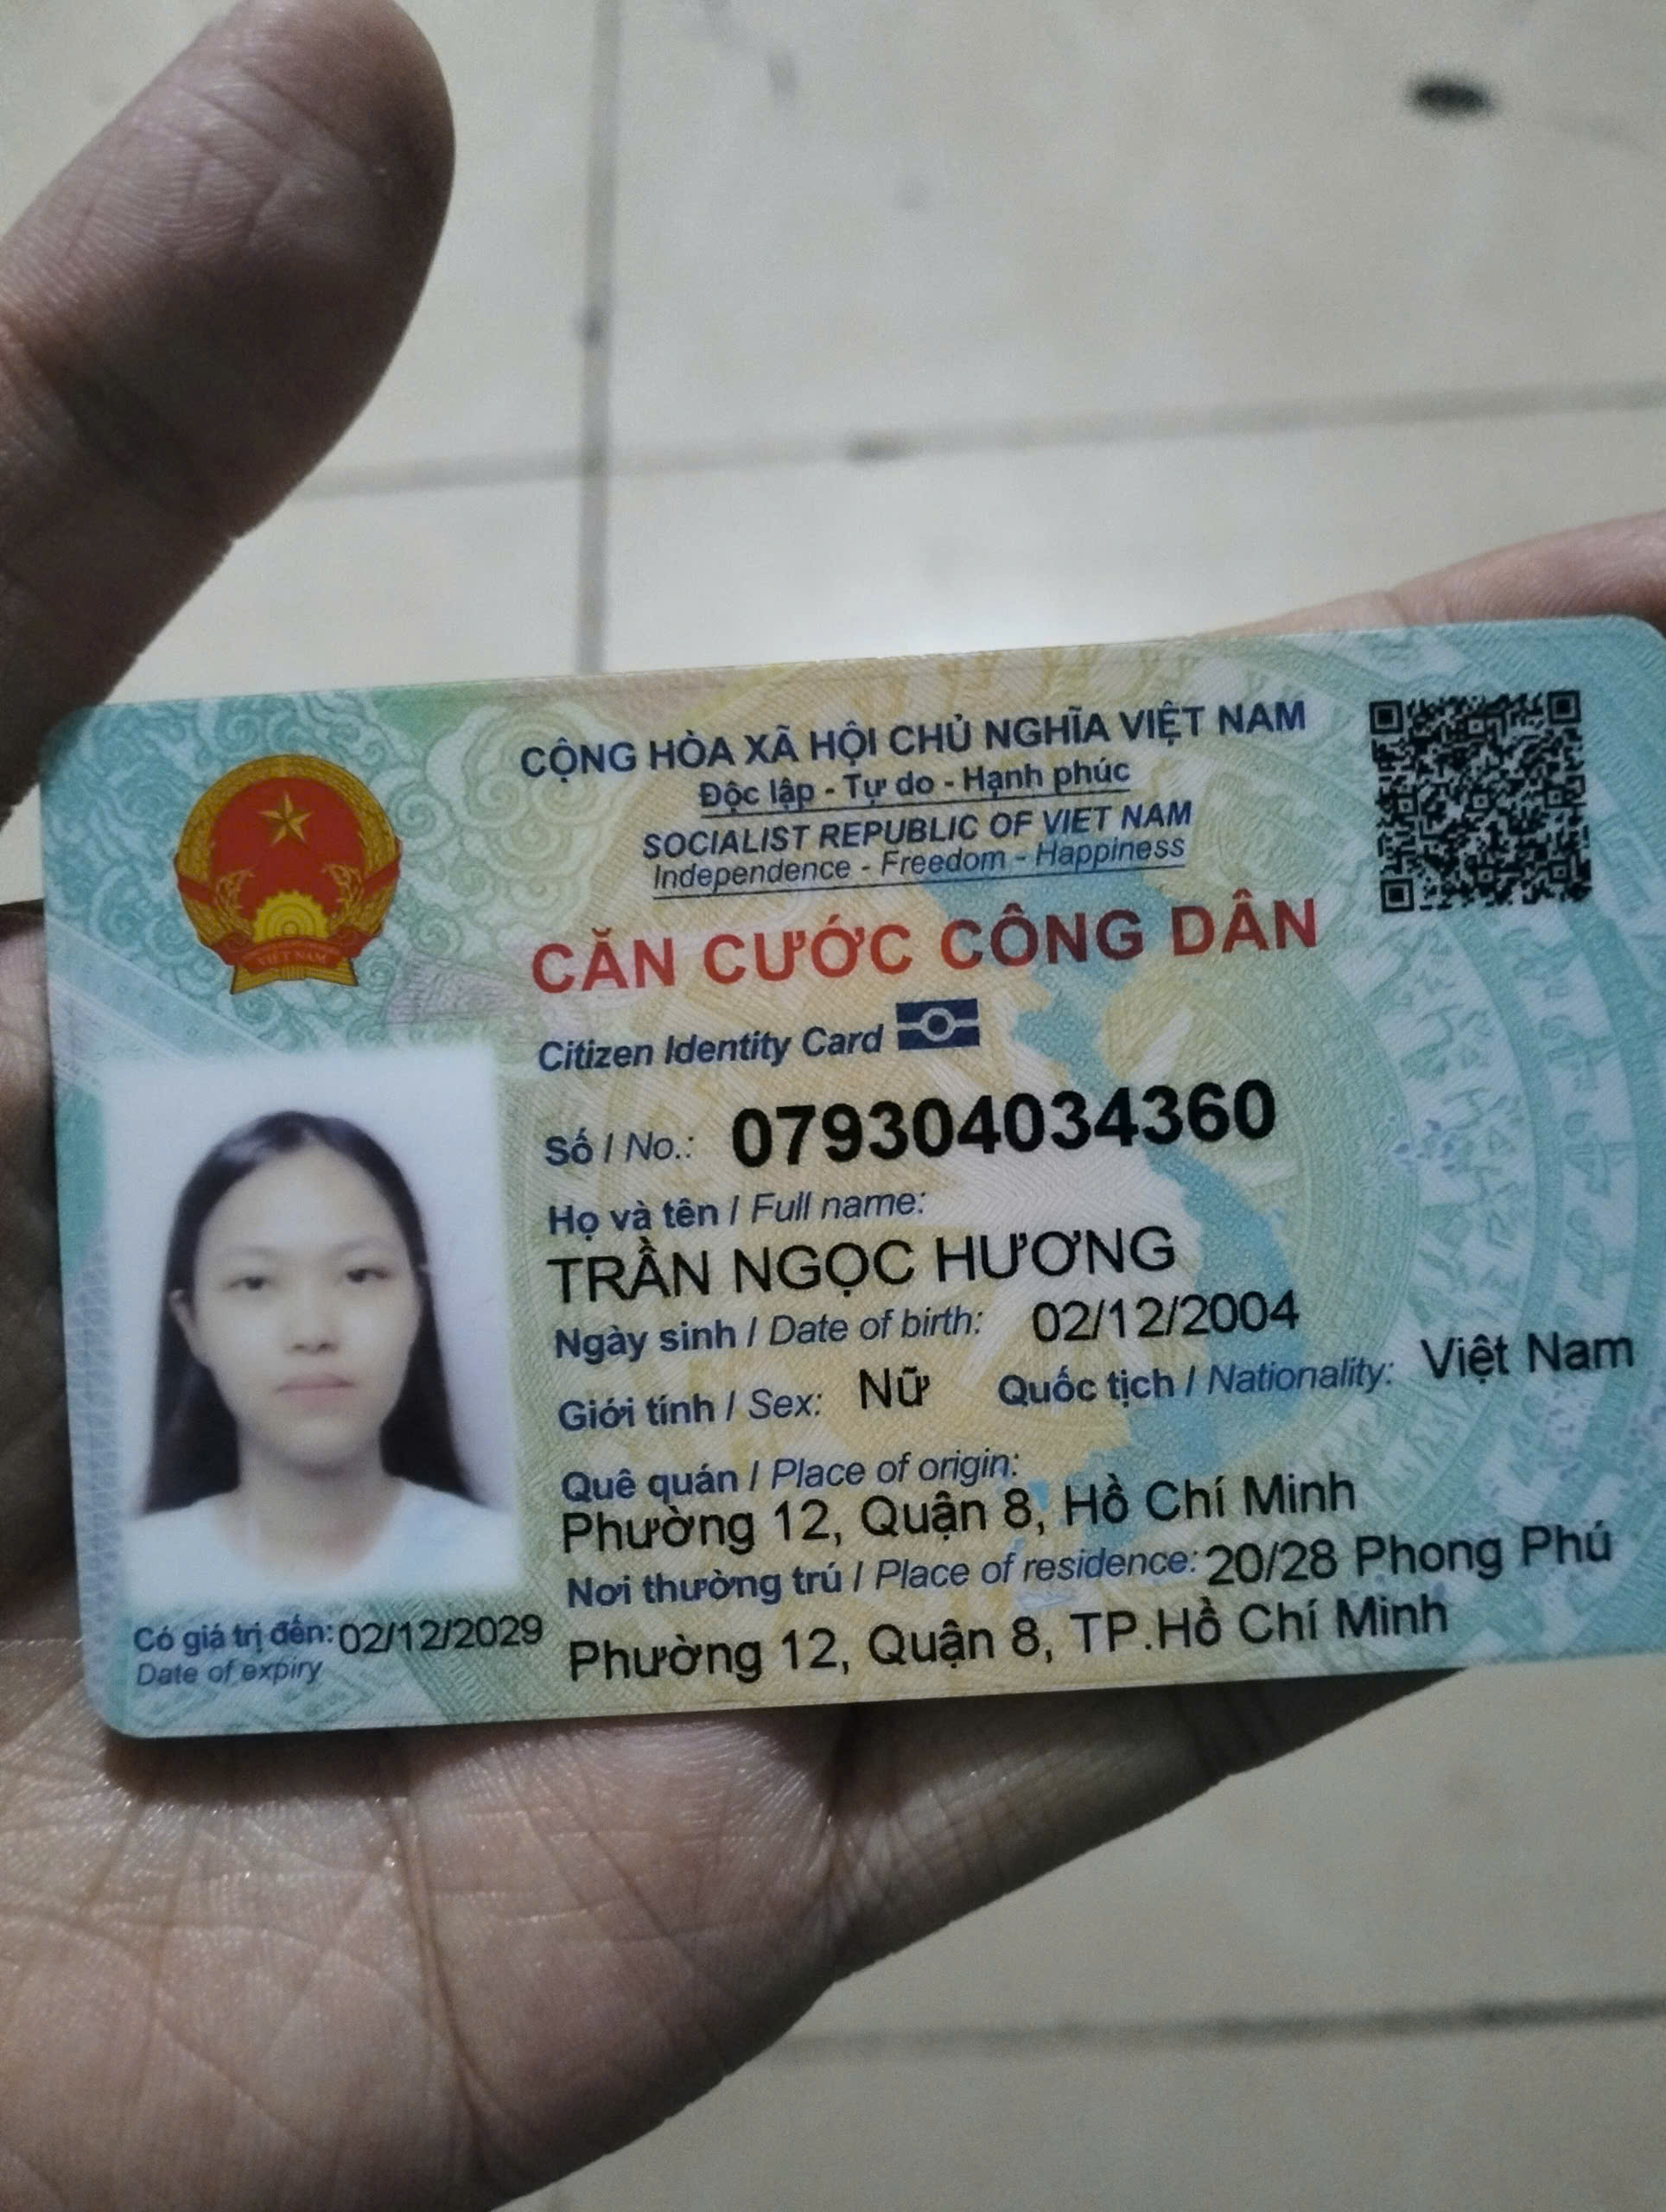 CỘNG HÒA XÃ HỘI CHỦ NGHĨA VIỆT NAM
Độc lập - Tự do - Hạnh phúc
SOCIALIST REPUBLIC OF VIET NAM
Independence - Freedom - Happiness
VIỆT NAM
CĂN CƯỚC CÔNG DÂN
Citizen Identity Card
Số / No.: 079304034360
Họ và tên / Full name:
TRẦN NGỌC HƯƠNG
Ngày sinh / Date of birth: 02/12/2004
Giới tính / Sex: Nữ Quốc tịch / Nationality: Việt Nam
Quê quán / Place of origin:
Phường 12, Quận 8, Hồ Chí Minh
Nơi thường trú / Place of residence: 20/28 Phong Phú
Phường 12, Quận 8, TP.Hồ Chí Minh
Có giá trị đến: 02/12/2029
Date of expiry